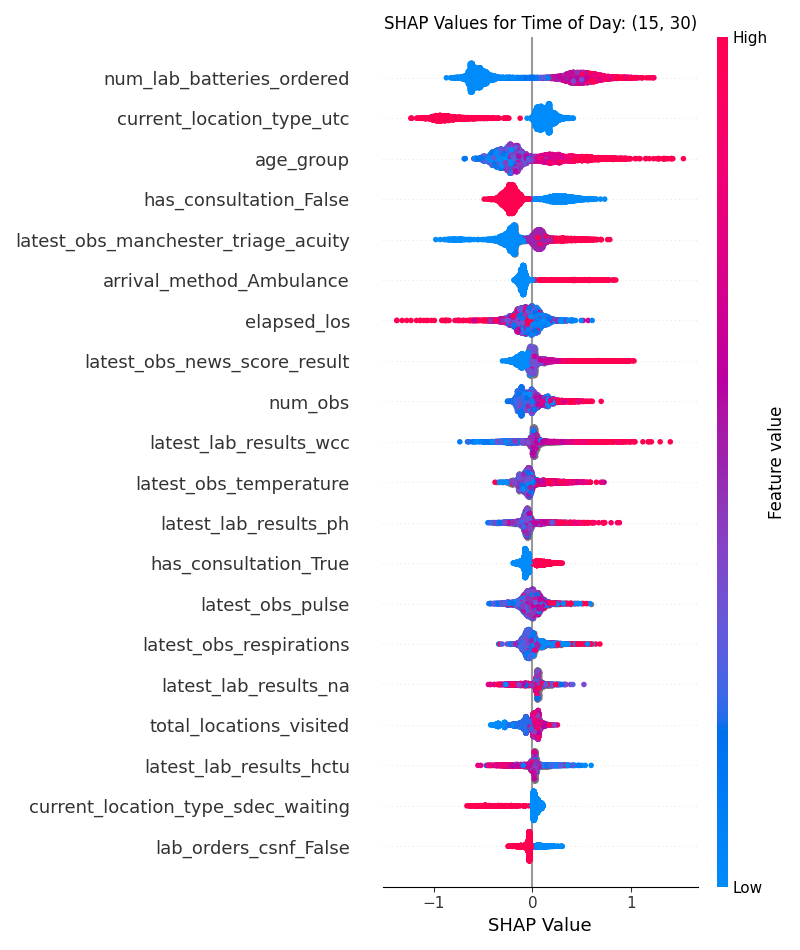 SHAP Values for Time of Day: (15, 30)
High
num_lab_batteries_ordered
current_location_type_utc
age_group
has_consultation_False
latest_obs_manchester_triage_acuity
arrival_method_Ambulance
elapsed_los
latest_obs_news_score_result
num_obs
latest_lab_results_wcc
latest_obs_temperature
latest_lab_results_ph
has_consultation_True
latest_obs_pulse
latest_obs_respirations
latest_lab_results_na
total_locations_visited
latest_lab_results_hctu
current_location_type_sdec_waiting
lab_orders_csnf_False
Feature value
Low
−1 0 1
SHAP Value